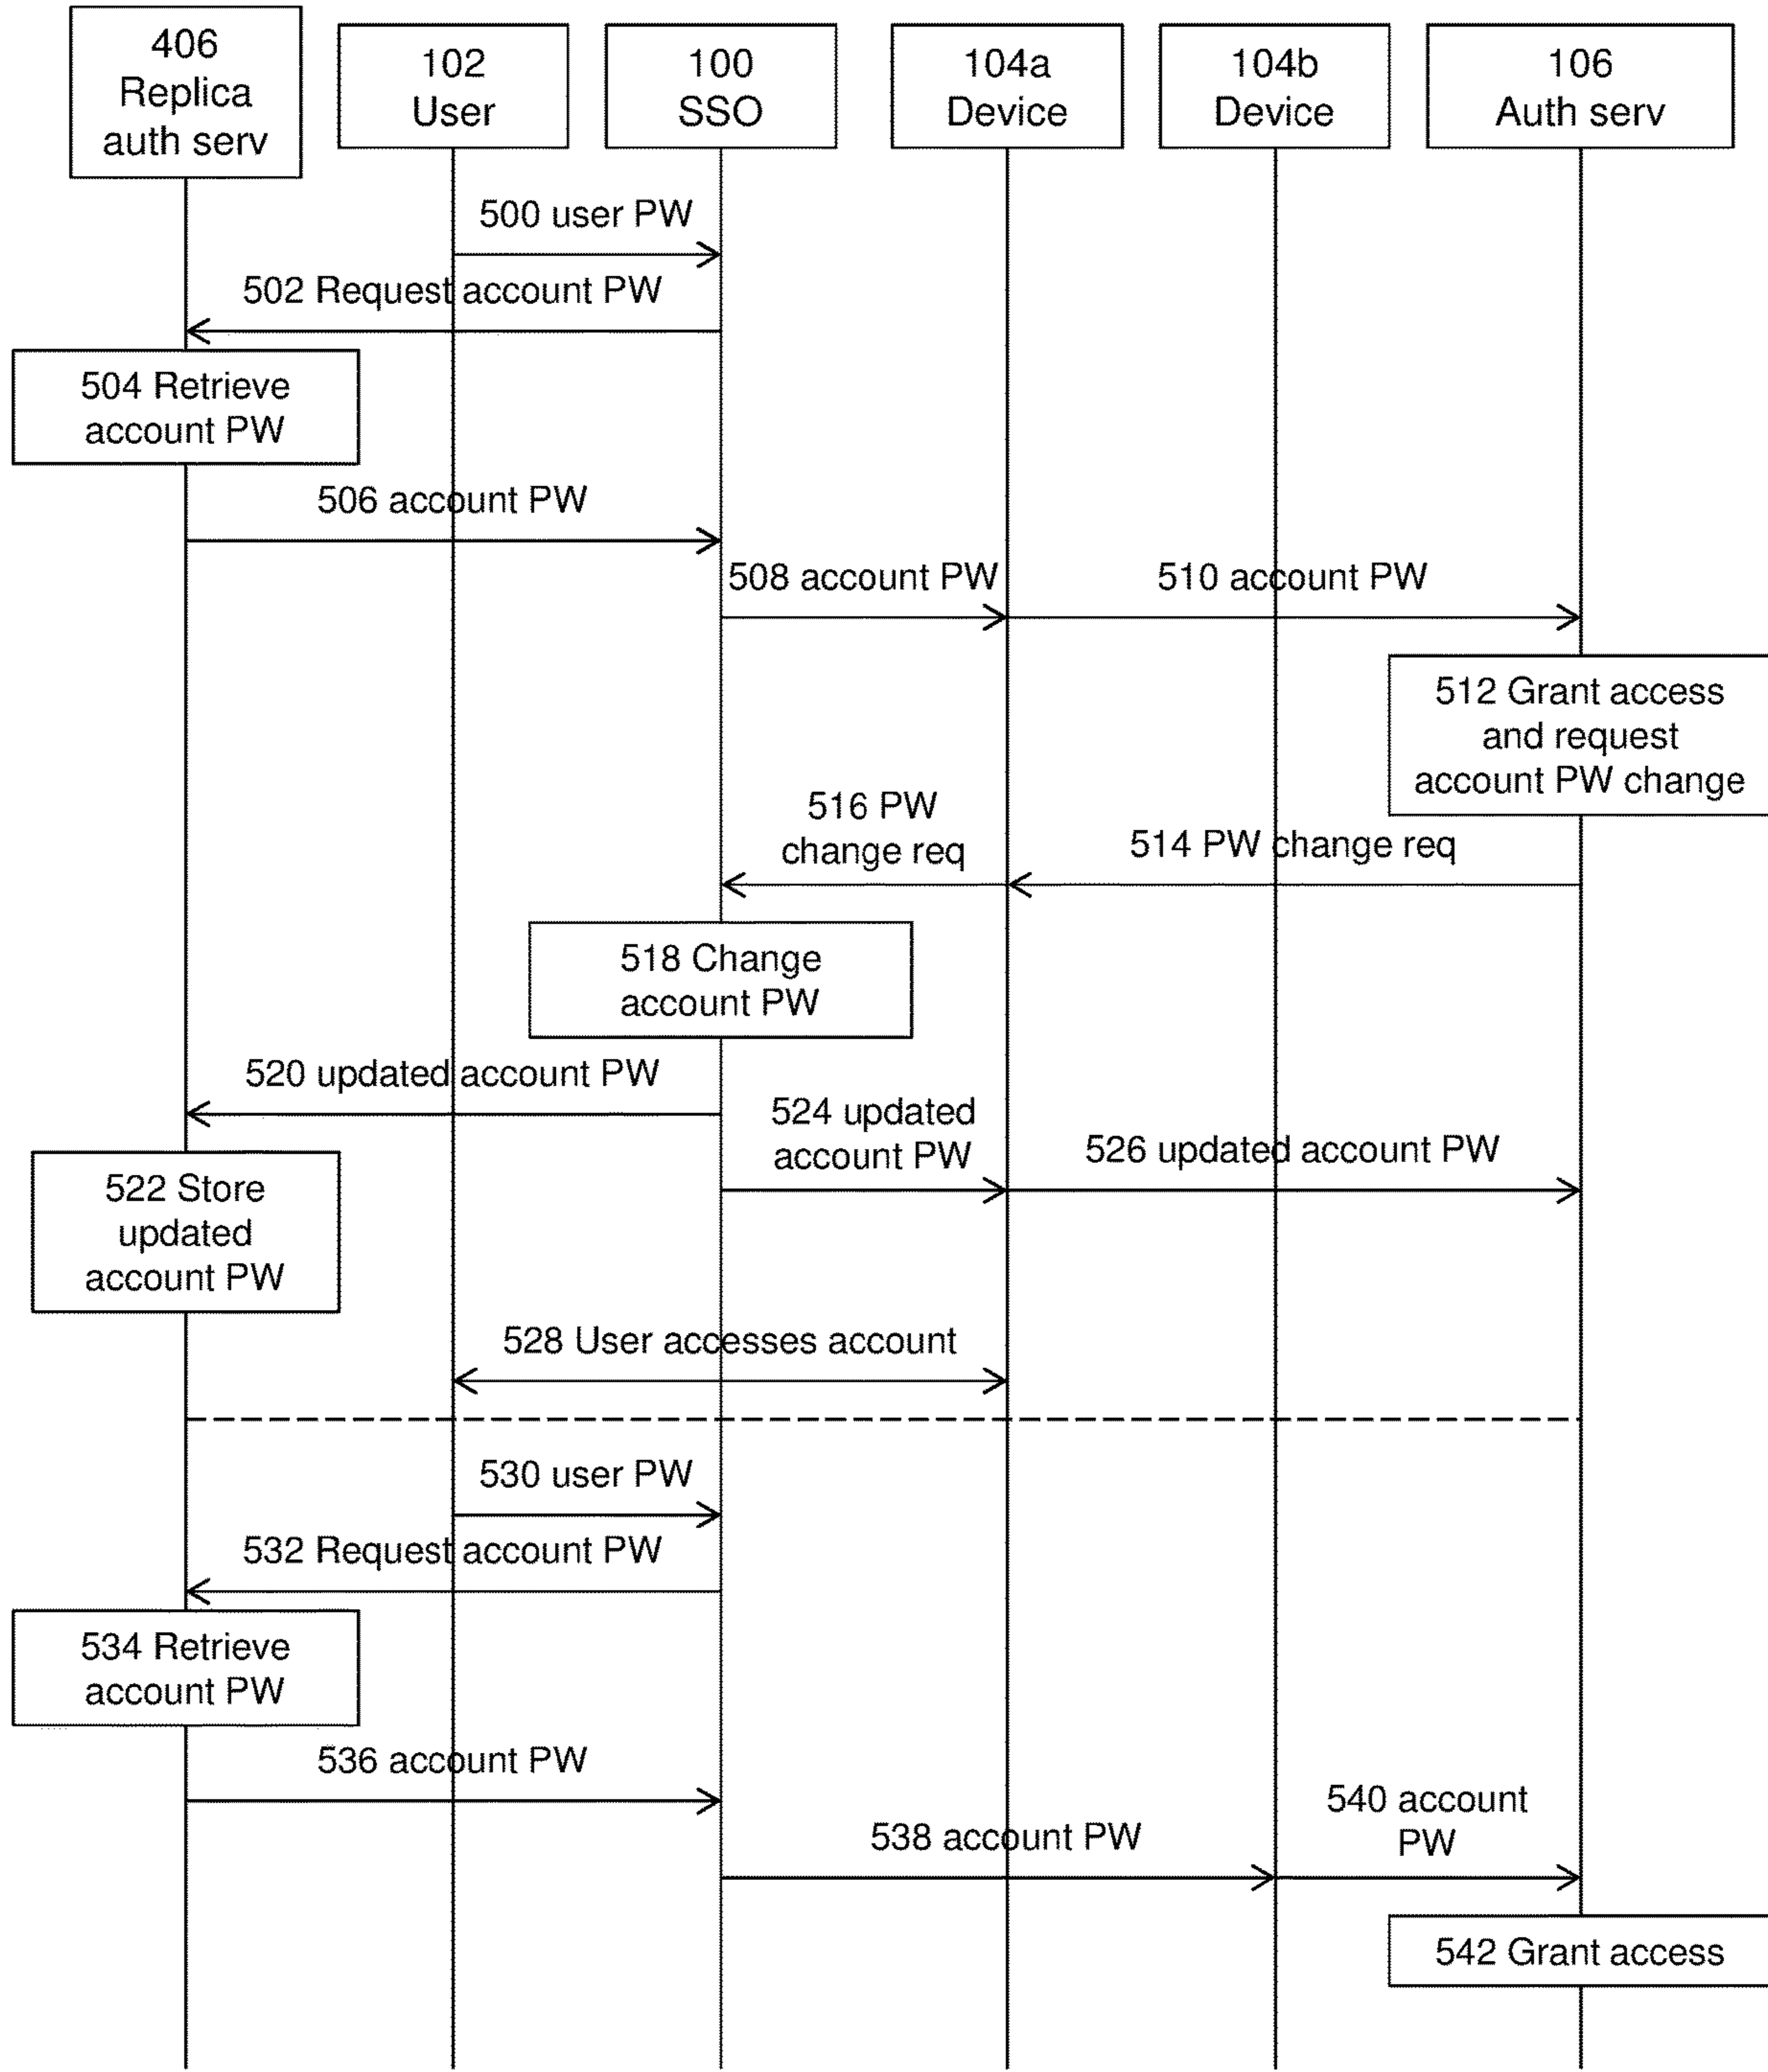 406
Replica
auth serv
102
User
100
SSO
104a
Device
104b
Device
106
Auth serv
500 user PW
502 Request account PW
504 Retrieve
account PW
506 account PW
508 account PW
510 account PW
512 Grant access
and request
account PW change
516 PW
change req
514 PW change req
518 Change
account PW
520 updated account PW
524 updated
account PW
526 updated account PW
522 Store
updated
account PW
528 User accesses account
530 user PW
532 Request account PW
534 Retrieve
account PW
536 account PW
538 account PW
540 account
PW
542 Grant access